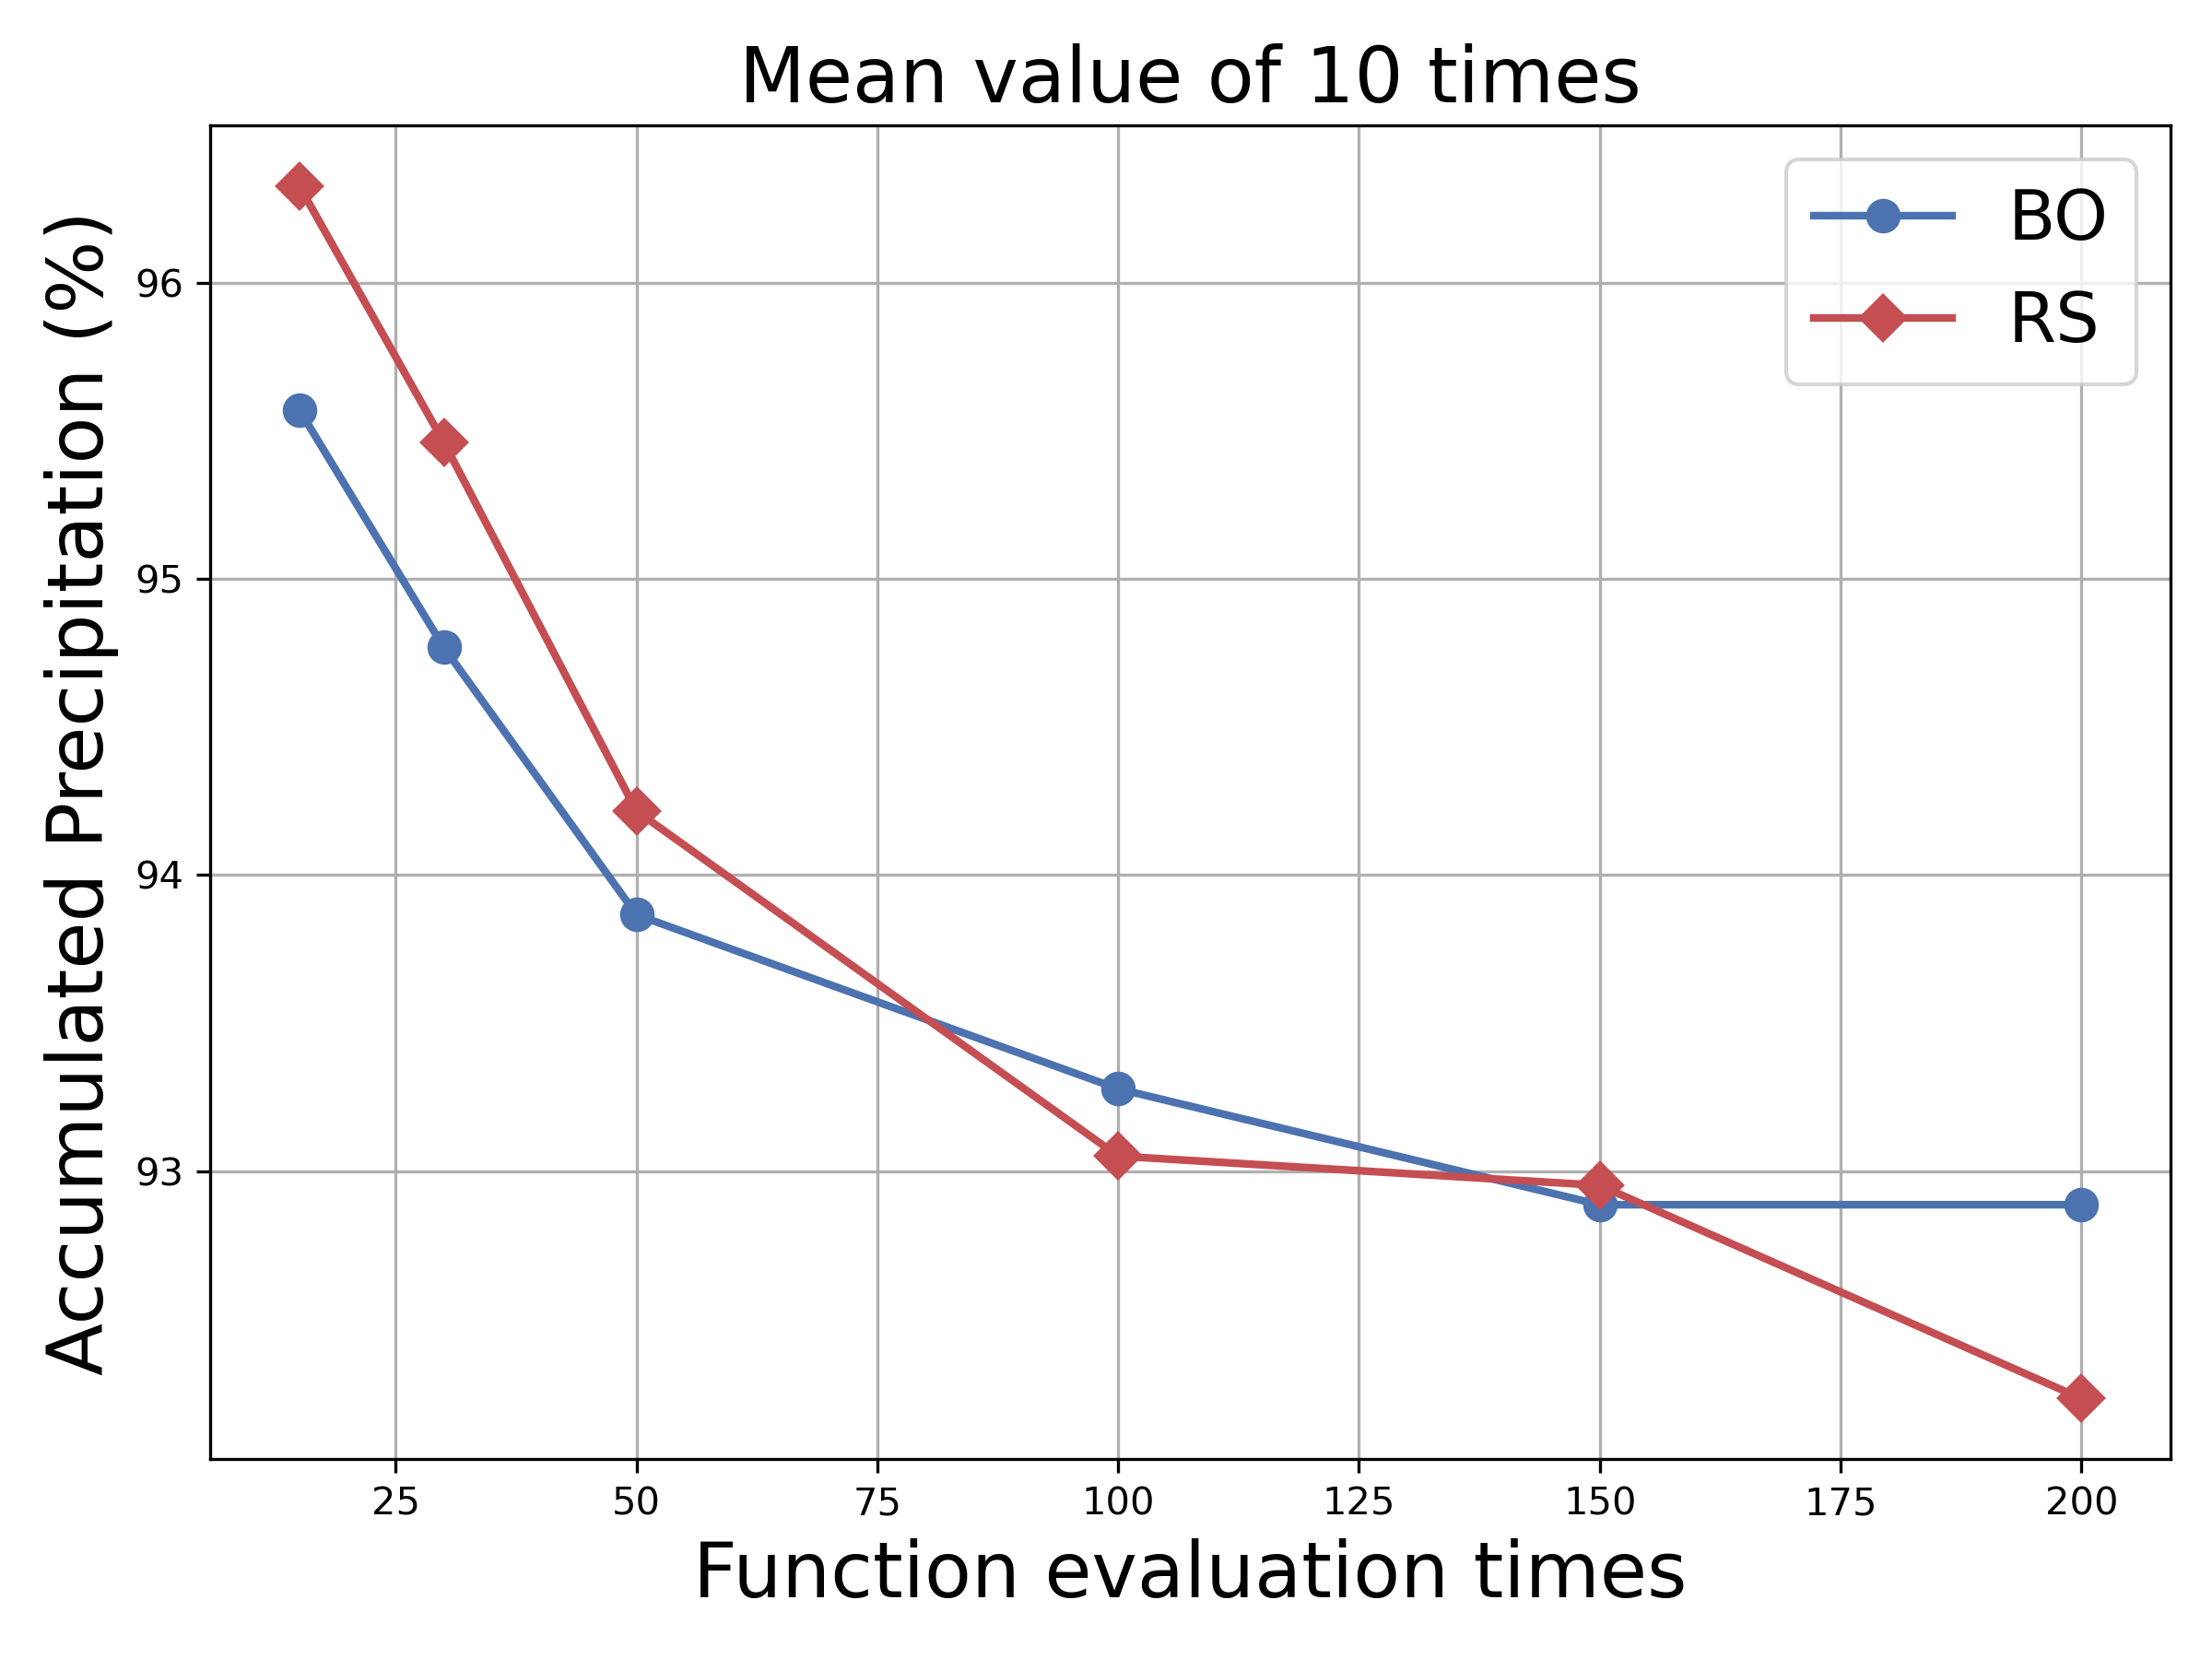 Mean value of 10 times
BO
RS
Accumulated Precipitation (%)
96
95
94
93
25 50 75 100 125 150 175 200
Function evaluation times